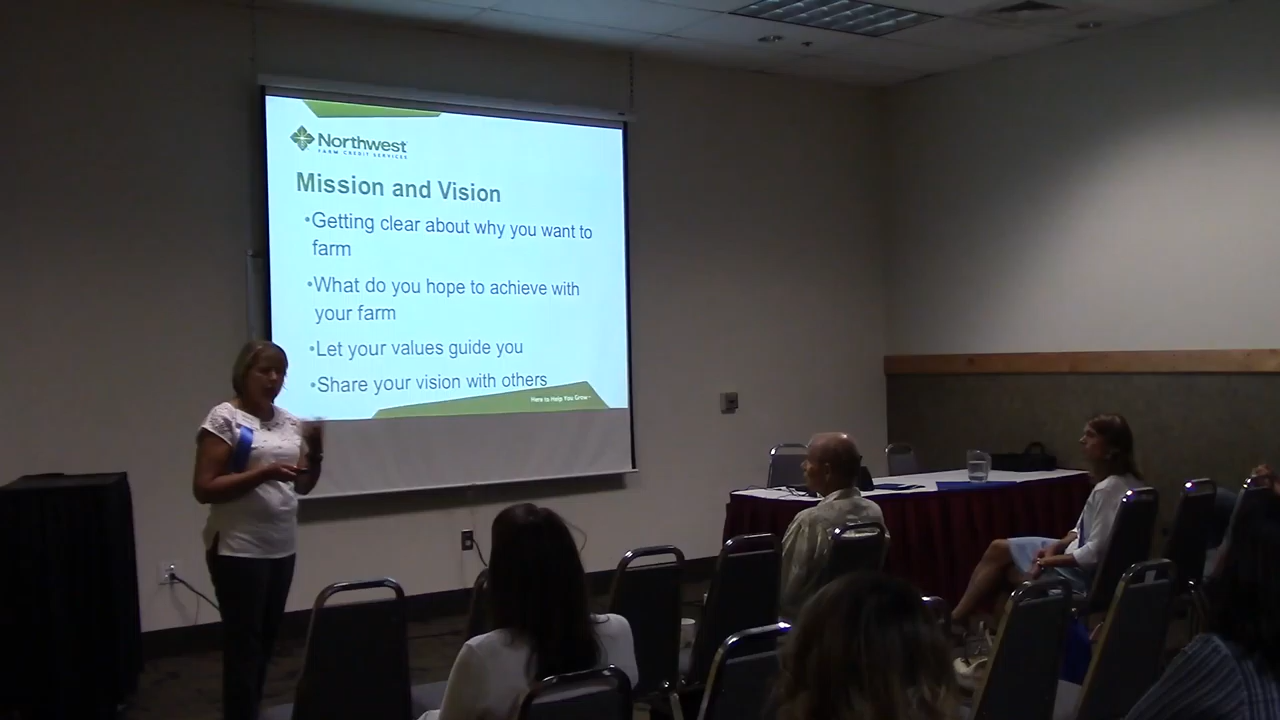 Northwest
FARM CREDIT SERVICES
Mission and Vision
•Getting clear about why you want to
farm
•What do you hope to achieve with
your farm
•Let your values guide you
•Share your vision with others
Here to Help You Grow™